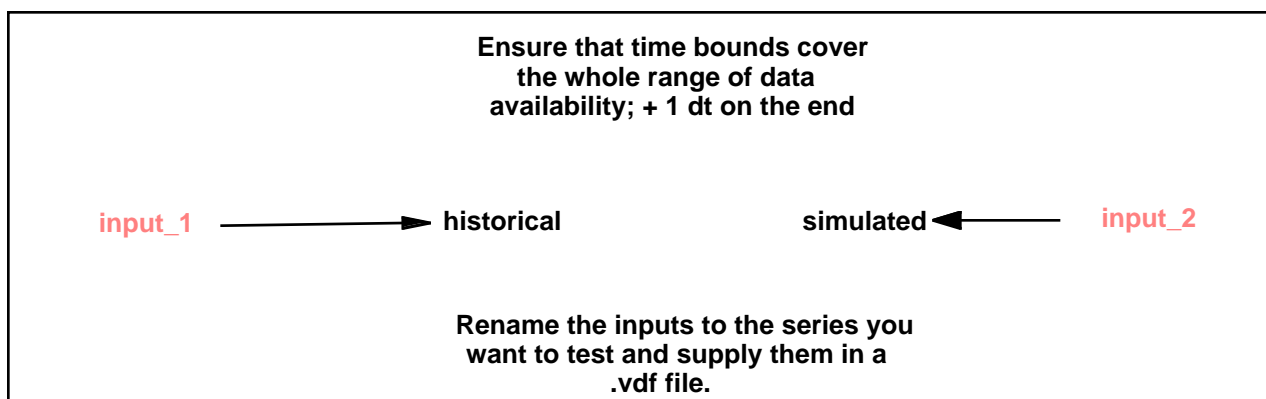 Ensure that time bounds cover
the whole range of data
availability; + 1 dt on the end
input_1
historical
simulated
input_2
Rename the inputs to the series you
want to test and supply them in a
.vdf file.